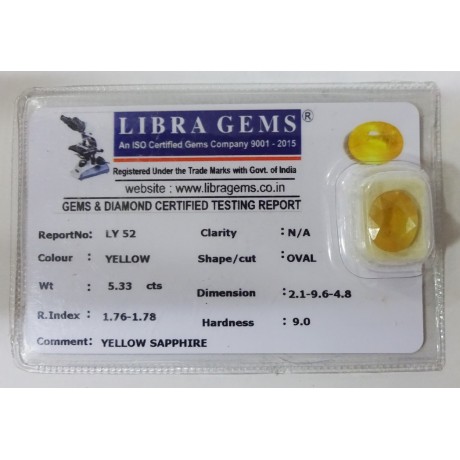 LIBRA GEMS ®
An ISO Certified Gems Company 9001 - 2015
Registered Under the Trade Marks with Govt. of India
website : www.libragems.co.in
GEMS & DIAMOND CERTIFIED TESTING REPORT
ReportNo: LY 52 Clarity : N/A
Colour : YELLOW Shape/cut : OVAL
Wt : 5.33 cts Dimension : 2.1-9.6-4.8
R.Index : 1.76-1.78 Hardness : 9.0
Comment: YELLOW SAPPHIRE